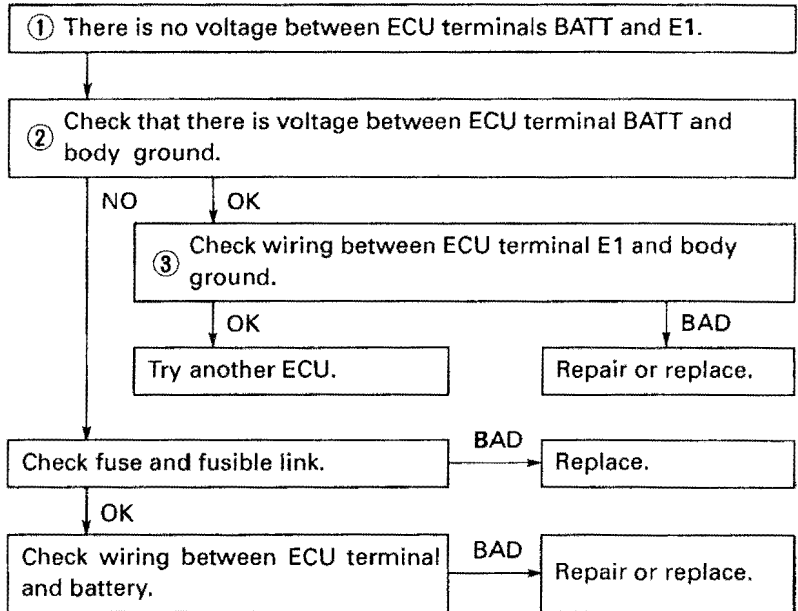 ① There is no voltage between ECU terminals BATT and E1.
② Check that there is voltage between ECU terminal BATT and
body ground.
NO
OK
③ Check wiring between ECU terminal E1 and body
ground.
OK
BAD
Try another ECU.
Repair or replace.
Check fuse and fusible link.
BAD
Replace.
OK
Check wiring between ECU terminal
and battery.
BAD
Repair or replace.